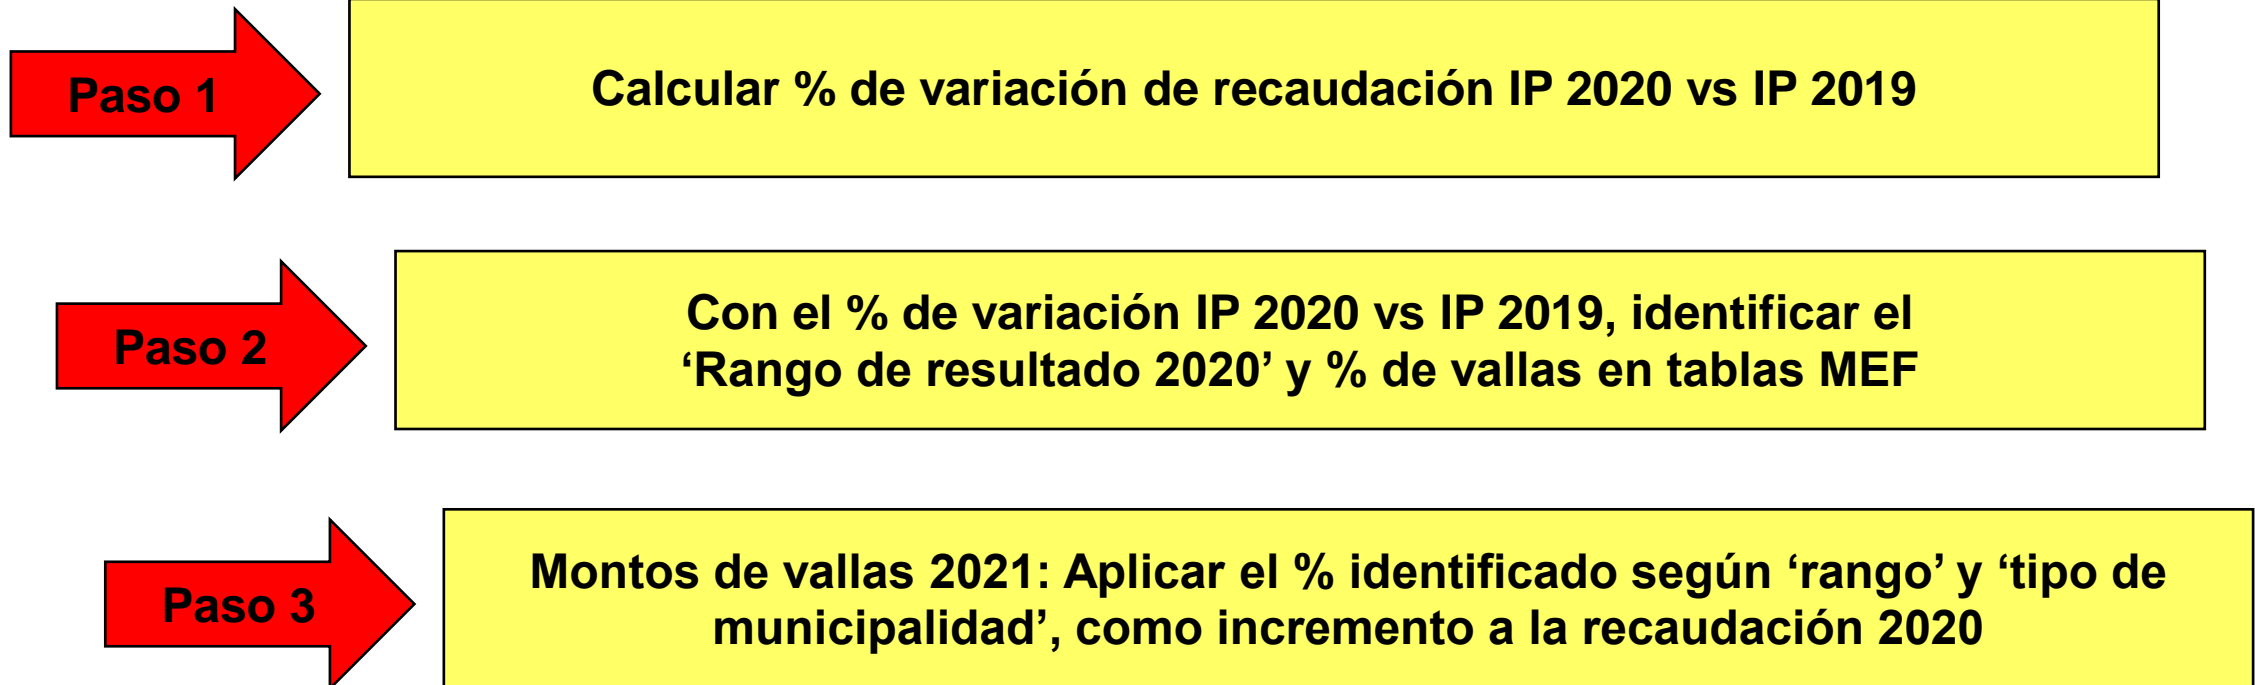 Paso 1
Calcular % de variación de recaudación IP 2020 vs IP 2019
Paso 2
Con el % de variación IP 2020 vs IP 2019, identificar el
‘Rango de resultado 2020’ y % de vallas en tablas MEF
Paso 3
Montos de vallas 2021: Aplicar el % identificado según ‘rango’ y ‘tipo de
municipalidad’, como incremento a la recaudación 2020